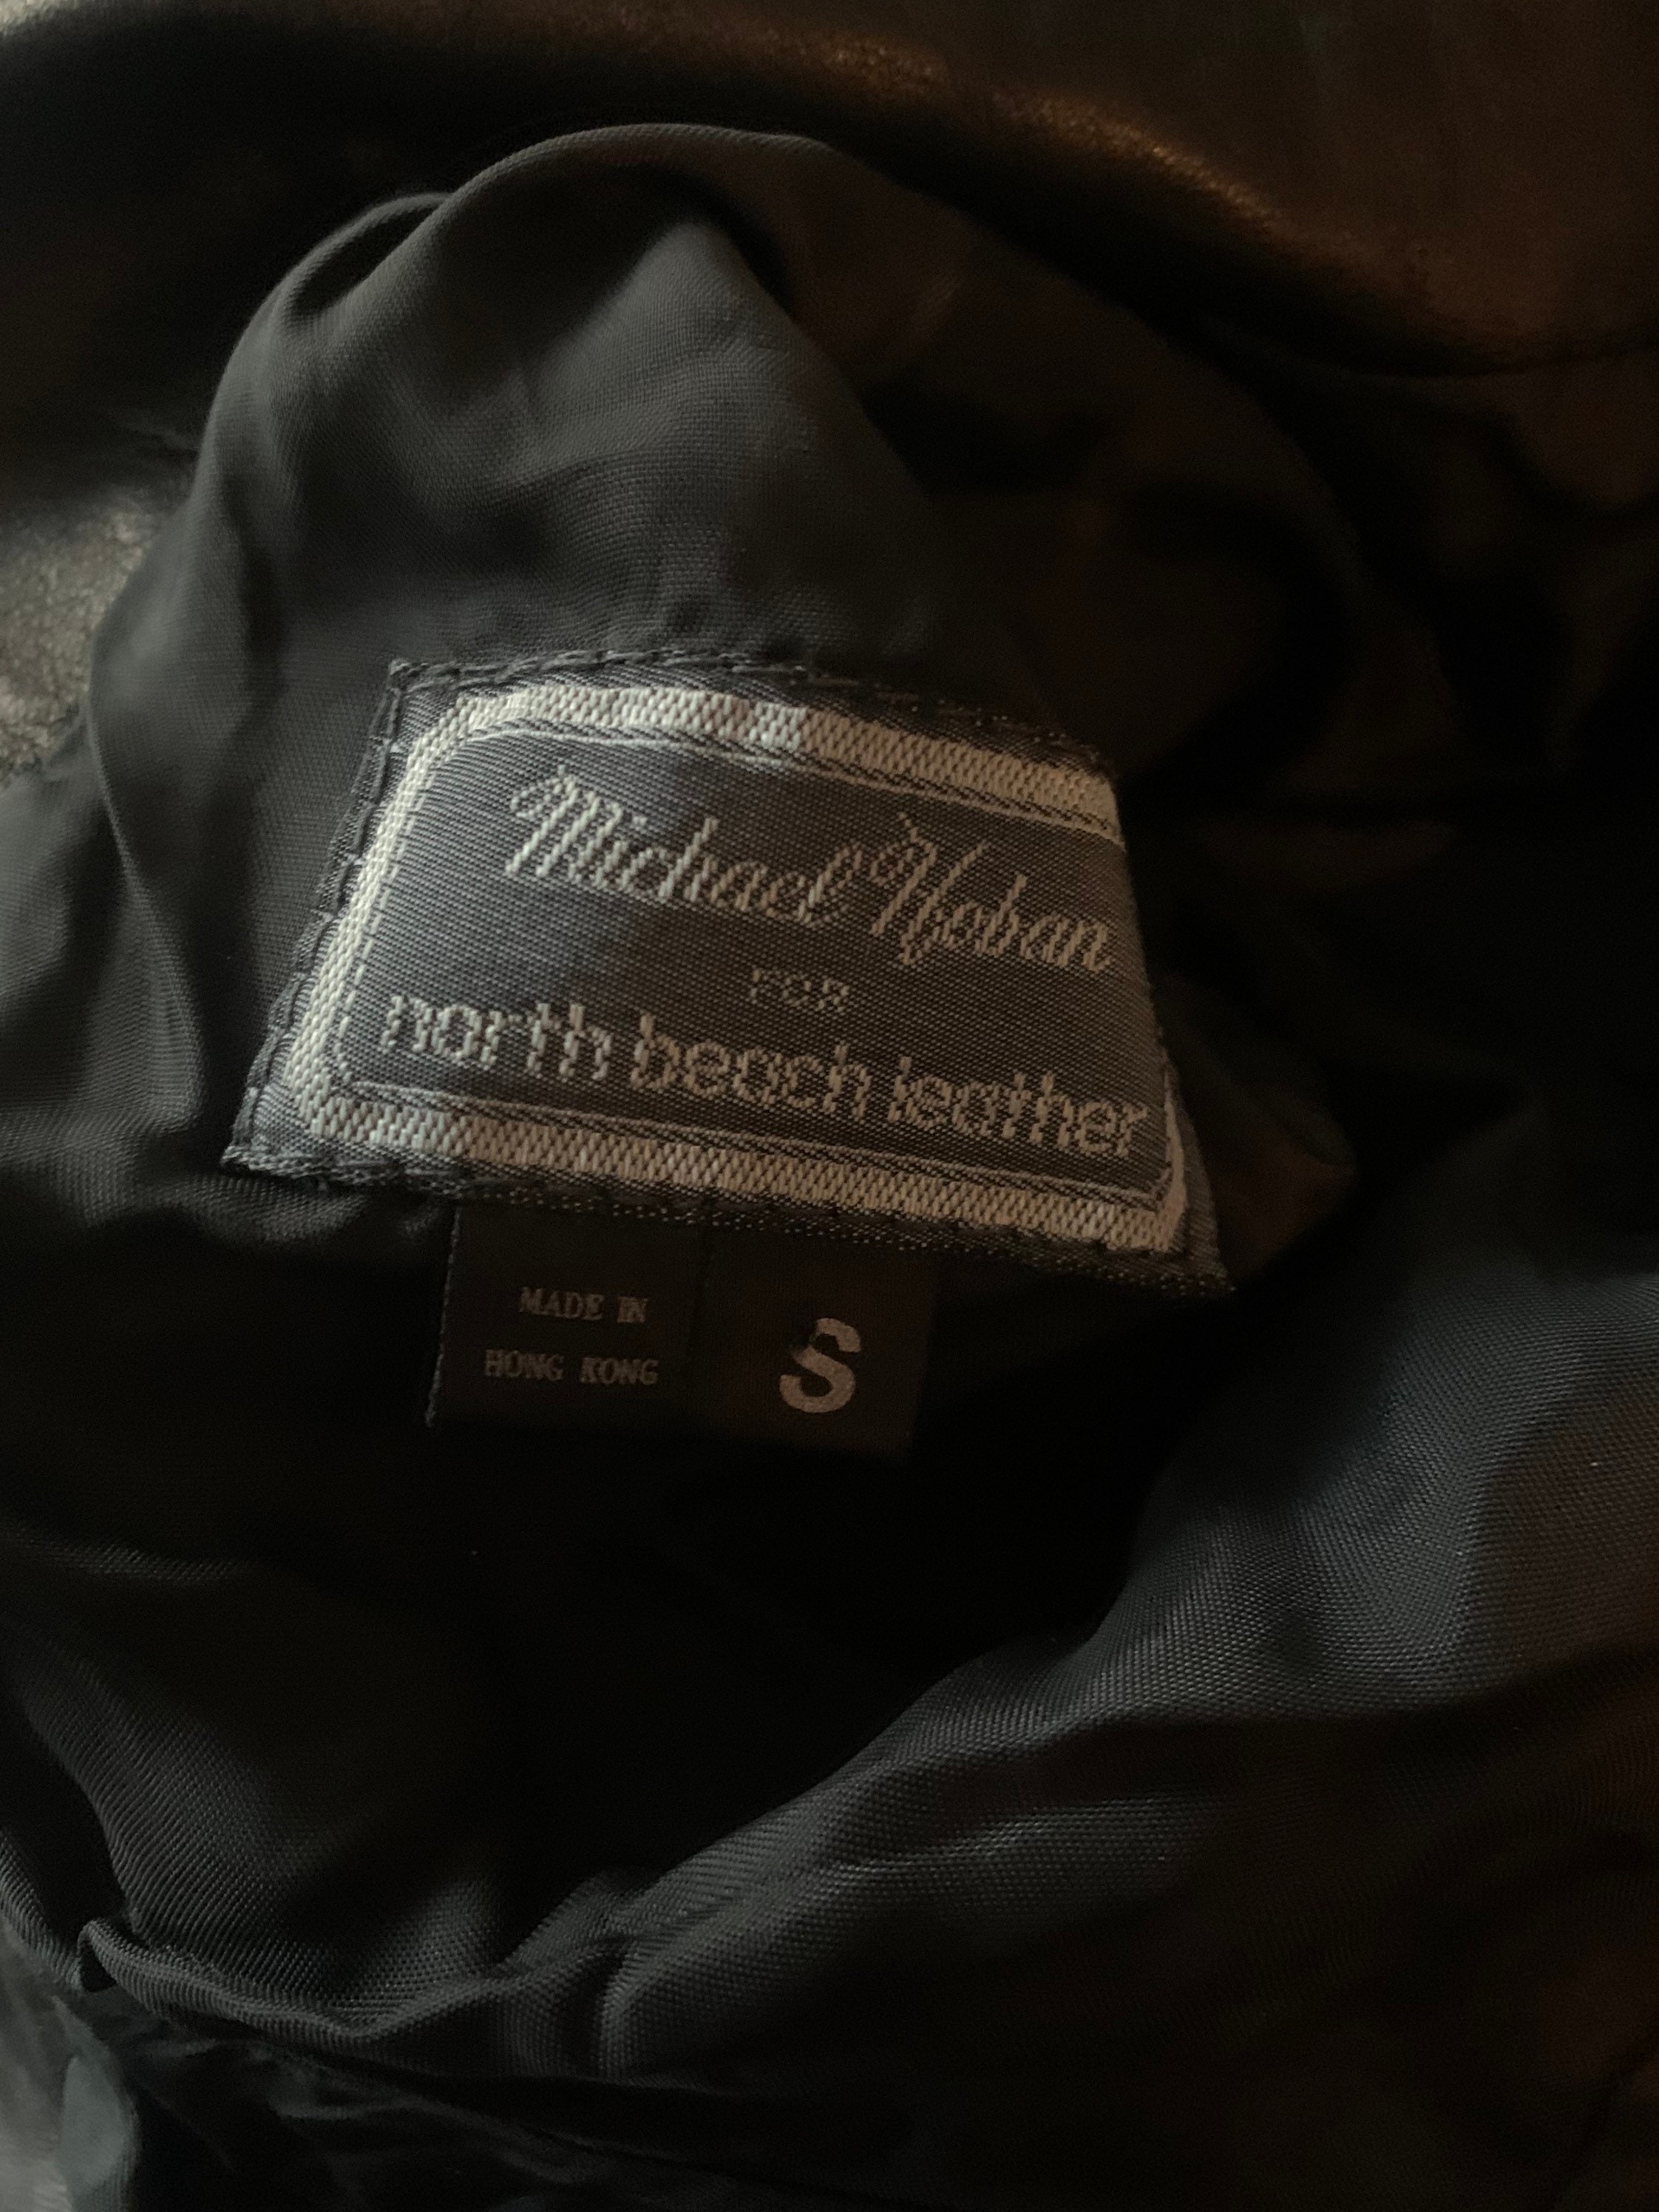 Michael Hoban
FOR
north beach leather
MADE IN
HONG KONG
S